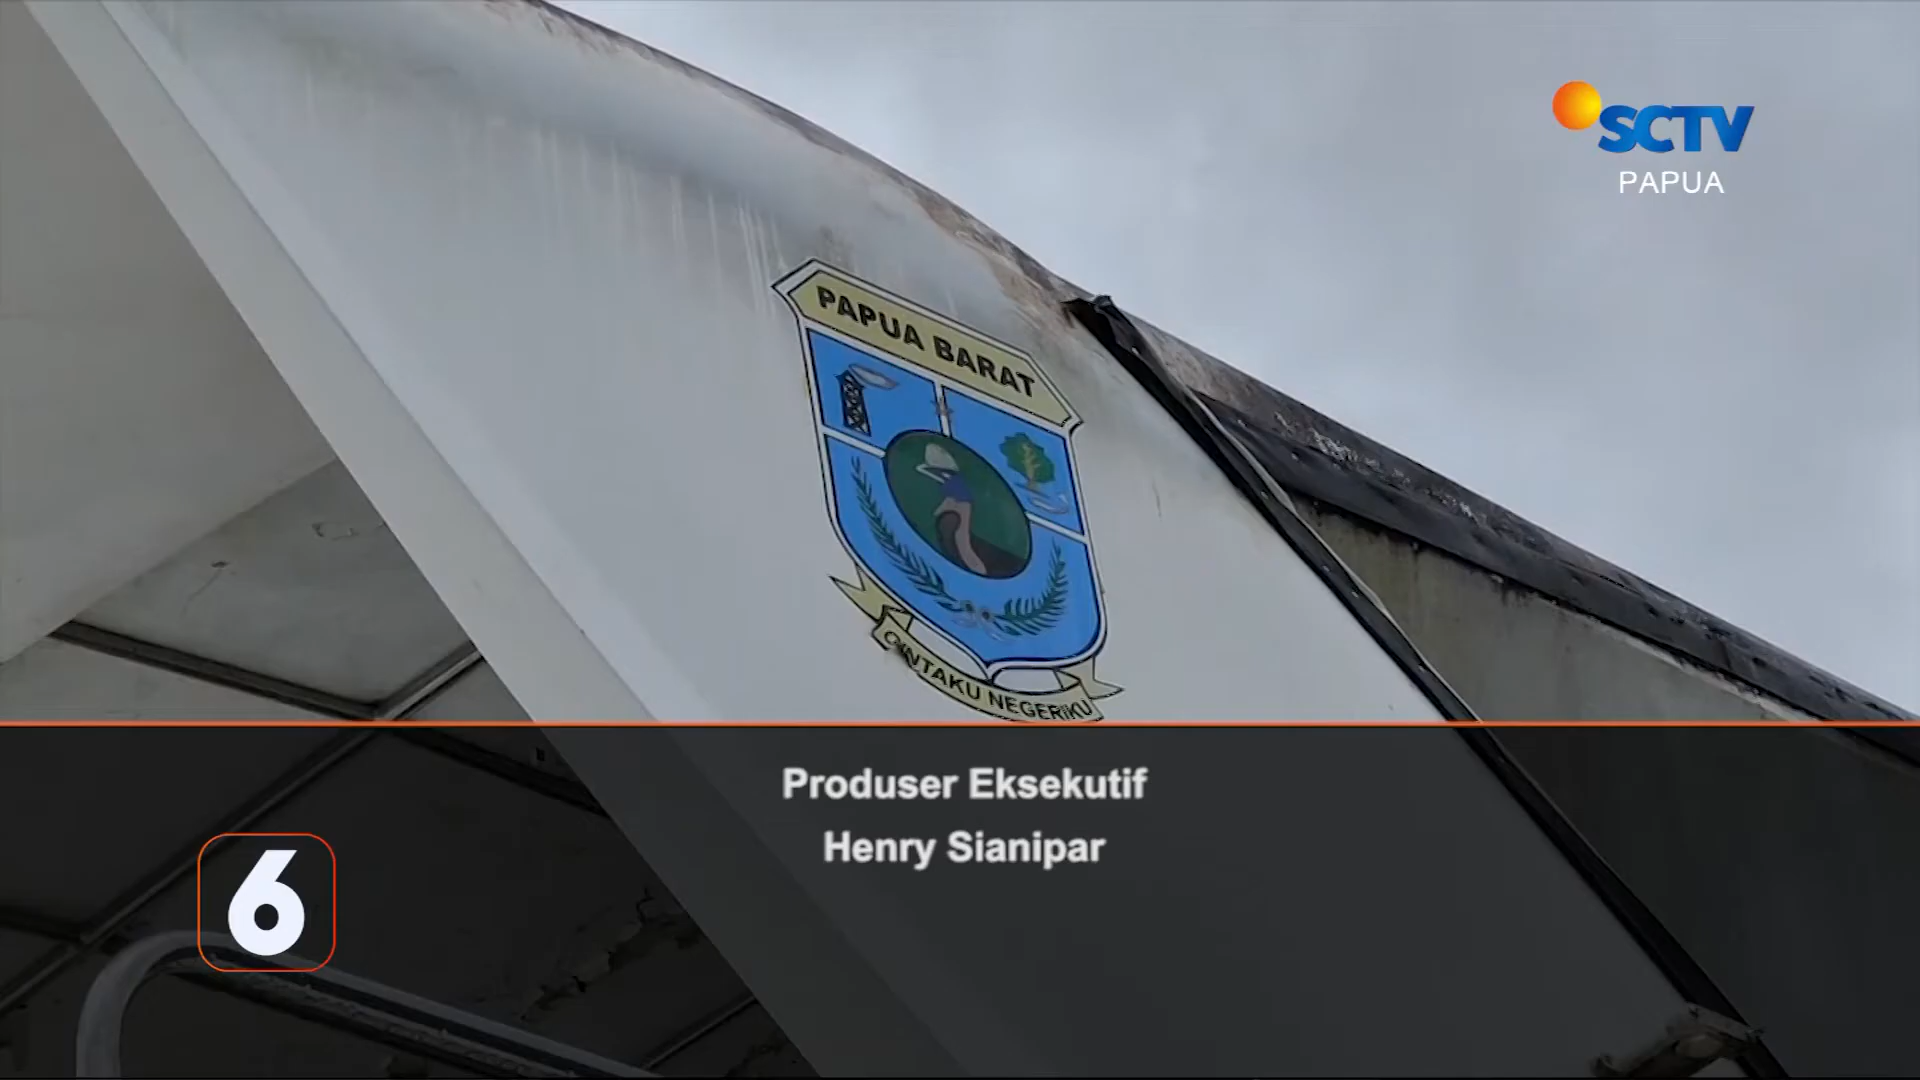 SCTV
PAPUA
PAPUA BARAT
CINTAKU NEGERIKU
Produser Eksekutif
Henry Sianipar
6